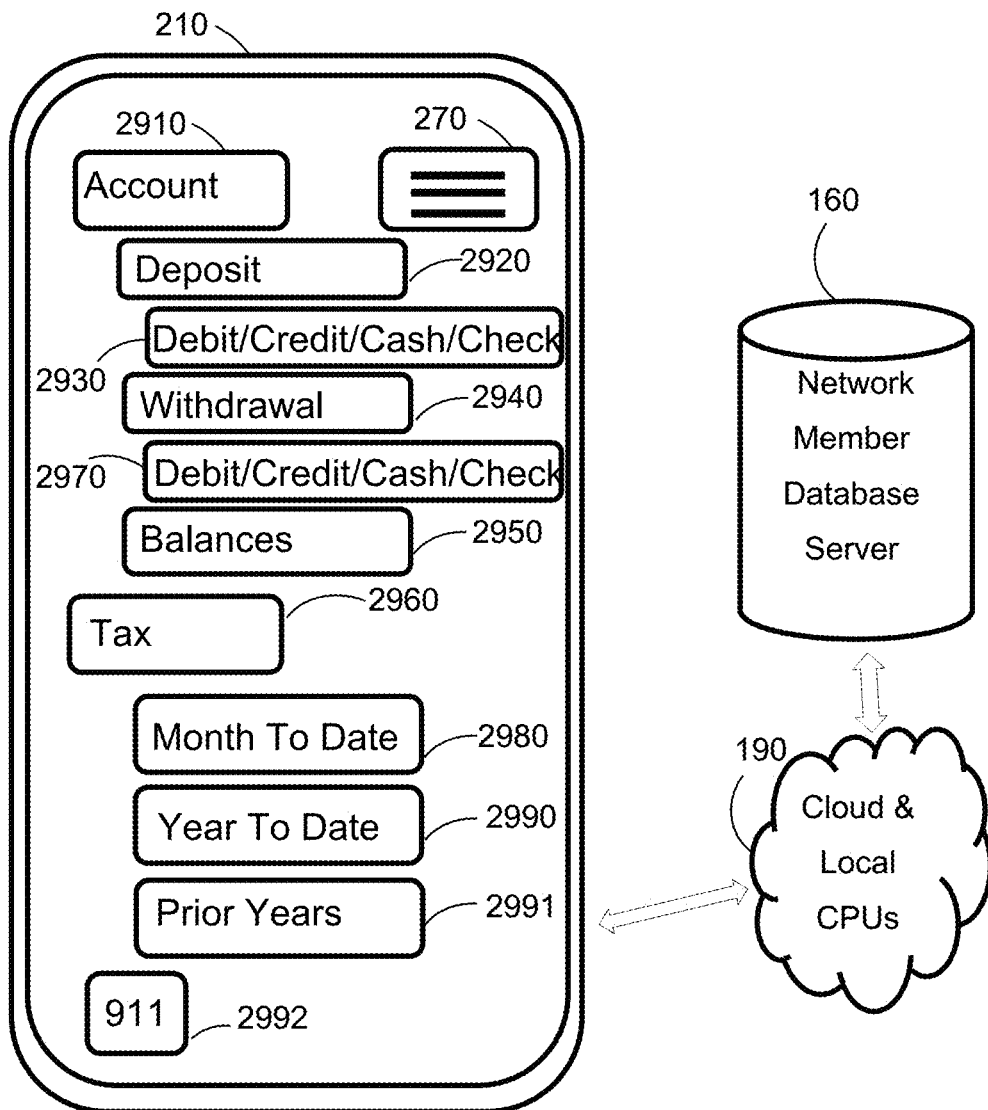 210
2910
270
Account
160
Deposit
2920
Debit/Credit/Cash/Check
2930
Withdrawal
2940
2970
Debit/Credit/Cash/Check
Balances
2950
2960
Tax
Month To Date
2980
Year To Date
2990
Prior Years
2991
911
2992
Network
Member
Database
Server
190
Cloud &
Local
CPUs